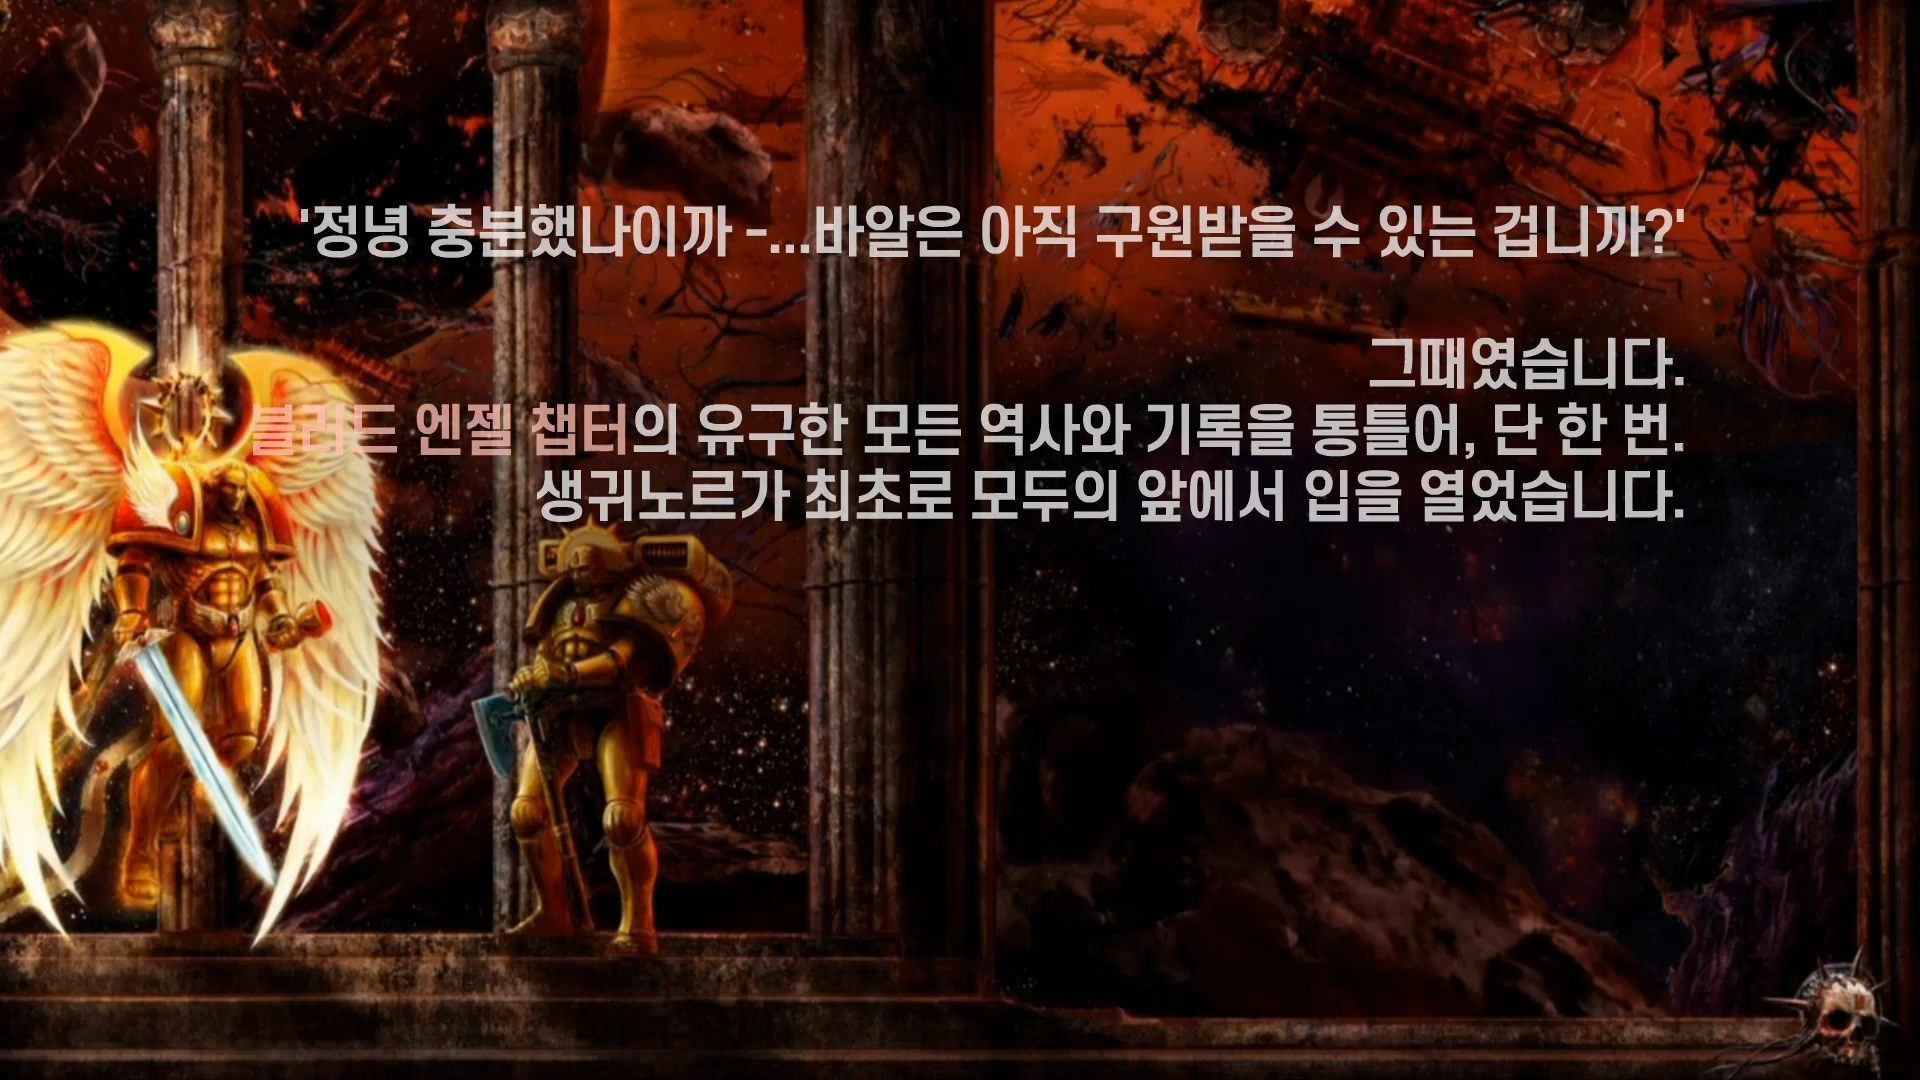 '정녕 충분했나이까 -...바알은 아직 구원받을 수 있는 겁니까?'
그때였습니다.
블러드 엔젤 챕터의 유구한 모든 역사와 기록을 통틀어, 단 한 번.
생귀노르가 최초로 모두의 앞에서 입을 열었습니다.